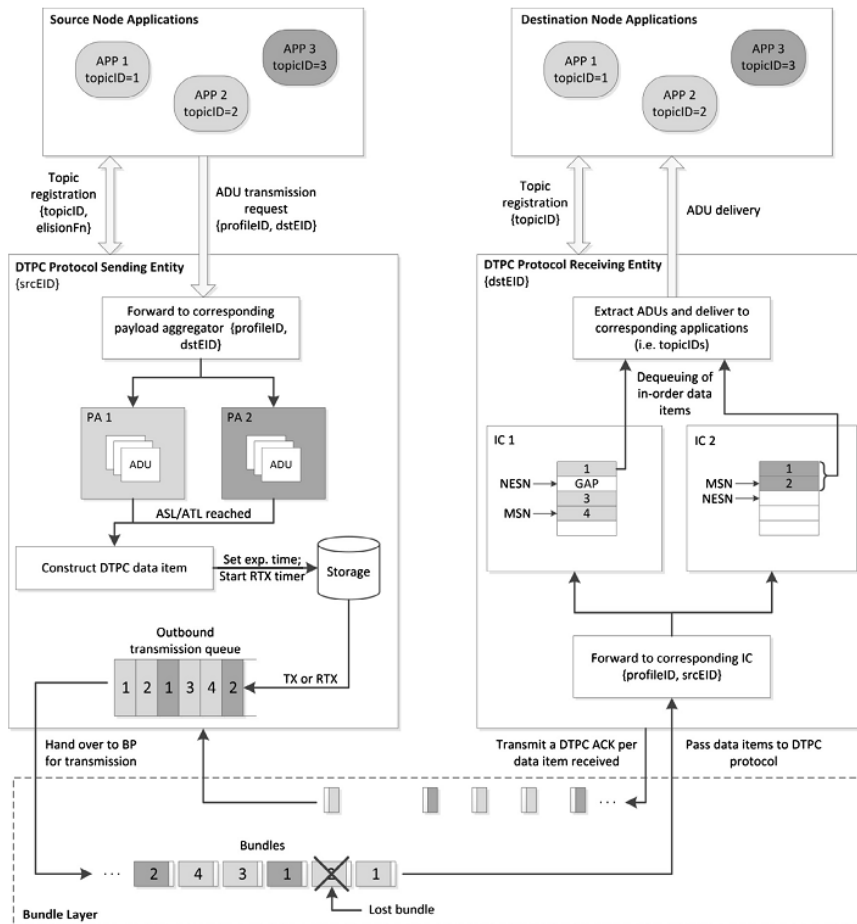 Source Node Applications
APP 1
topicID=1
APP 2
topicID=2
APP 3
topicID=3
Destination Node Applications
APP 1
topicID=1
APP 2
topicID=2
APP 3
topicID=3
Topic
registration
{topicID,
elisionFn}
ADU transmission
request
{profileID, dstEID}
Topic
registration
{topicID}
ADU delivery
DTPC Protocol Sending Entity
{srcEID}
Forward to corresponding
payload aggregator {profileID,
dstEID}
PA 1
ADU
PA 2
ADU
ASL/ATL reached
Construct DTPC data item
Set exp. time;
Start RTX timer
Storage
Outbound
transmission queue
1 2 1 3 4 2
TX or RTX
DTPC Protocol Receiving Entity
{dstEID}
Extract ADUs and deliver to
corresponding applications
(i.e. topicIDs)
Dequeuing of
in-order data
items
IC 1
1
NESN GAP
3
MSN 4
IC 2
1
MSN 2
NESN
Forward to corresponding IC
{profileID, srcEID}
Hand over to BP
for transmission
Transmit a DTPC ACK per
data item received
Pass data items to DTPC
protocol
...
Bundles
... 2 4 3 1 2 1
Lost bundle
Bundle Layer